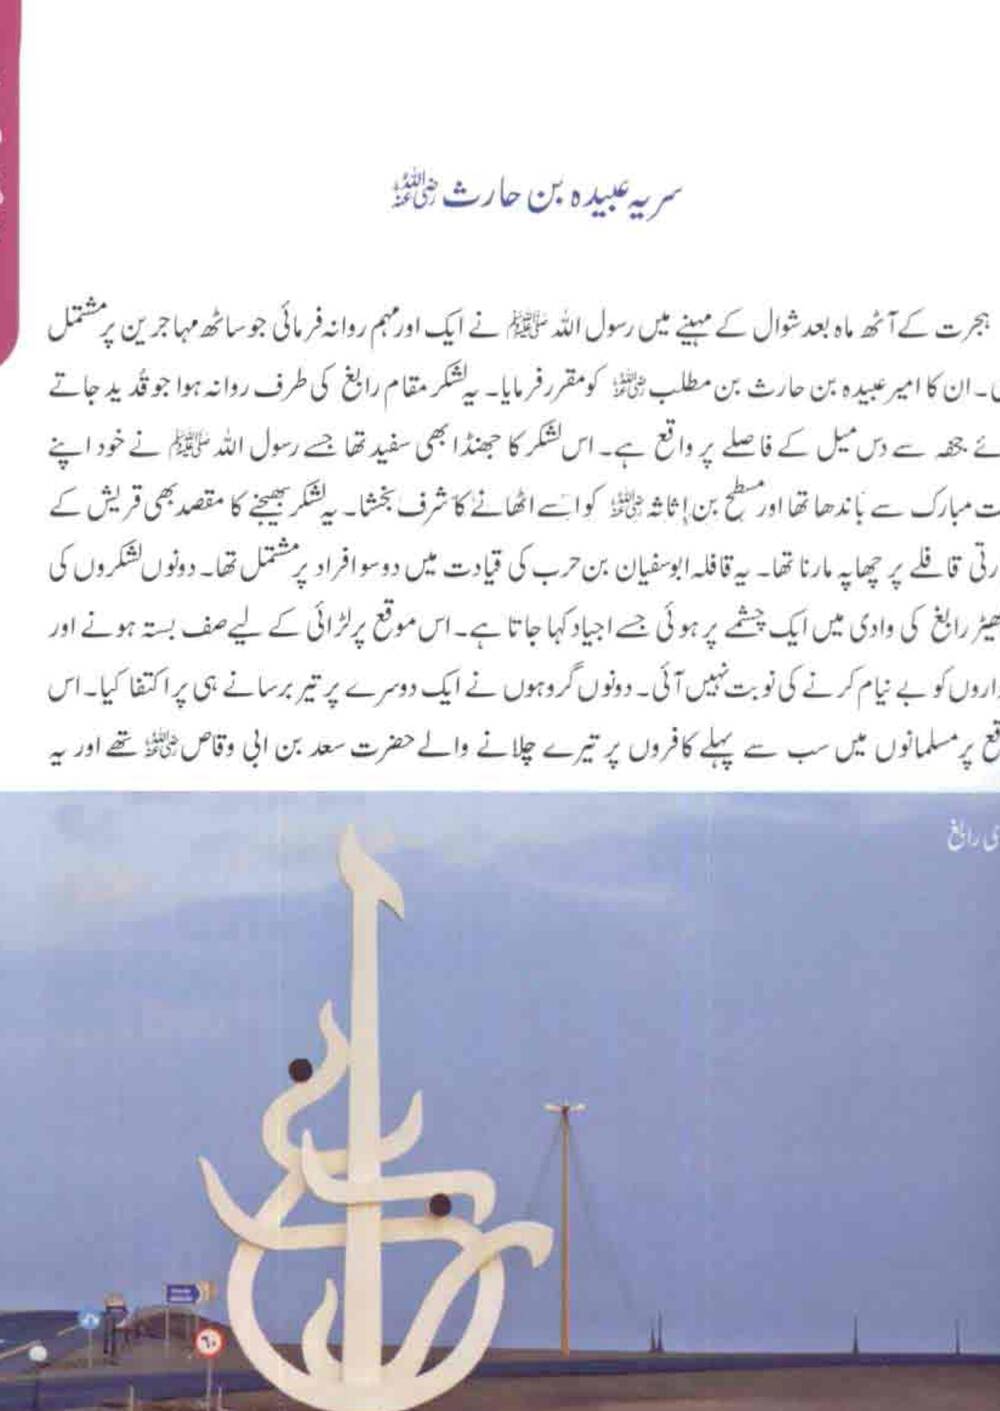 سریہ عبیدہ بن حارث رضی اللہ عنہ
ہجرت کے آٹھ ماہ بعد شوال کے مہینے میں رسول اللہ ﷺ نے ایک اور مہم روانہ فرمائی جو ساٹھ مہاجرین پر مشتمل
۔ ان کا امیر عبیدہ بن حارث بن مطلب رضی اللہ عنہ کو مقرر فرمایا۔ یہ لشکر مقام رابغ کی طرف روانہ ہوا جو قُدید جاتے
ئے جحفہ سے دس میل کے فاصلے پر واقع ہے۔ اس لشکر کا جھنڈا بھی سفید تھا جسے رسول اللہ ﷺ نے خود اپنے
ت مبارک سے باندھا تھا اور مسطح بن اِثاثہ رضی اللہ عنہ کو اسے اٹھانے کا شرف بخشا۔ یہ لشکر بھیجنے کا مقصد بھی قریش کے
رتی قافلے پر چھاپہ مارنا تھا۔ یہ قافلہ ابوسفیان بن حرب کی قیادت میں دو سو افراد پر مشتمل تھا۔ دونوں لشکروں کی
ھیڑ رابغ کی وادی میں ایک چشمے پر ہوئی جسے اجیاد کہا جاتا ہے۔ اس موقع پر لڑائی کے لیے صف بستہ ہونے اور
واروں کو بے نیام کرنے کی نوبت نہیں آئی۔ دونوں گروہوں نے ایک دوسرے پر تیر برسانے ہی پر اکتفا کیا۔ اس
قع پر مسلمانوں میں سب سے پہلے کافروں پر تیرے چلانے والے حضرت سعد بن ابی وقاص رضی اللہ عنہ تھے اور یہ
ی رابغ
رابغ
٦٠